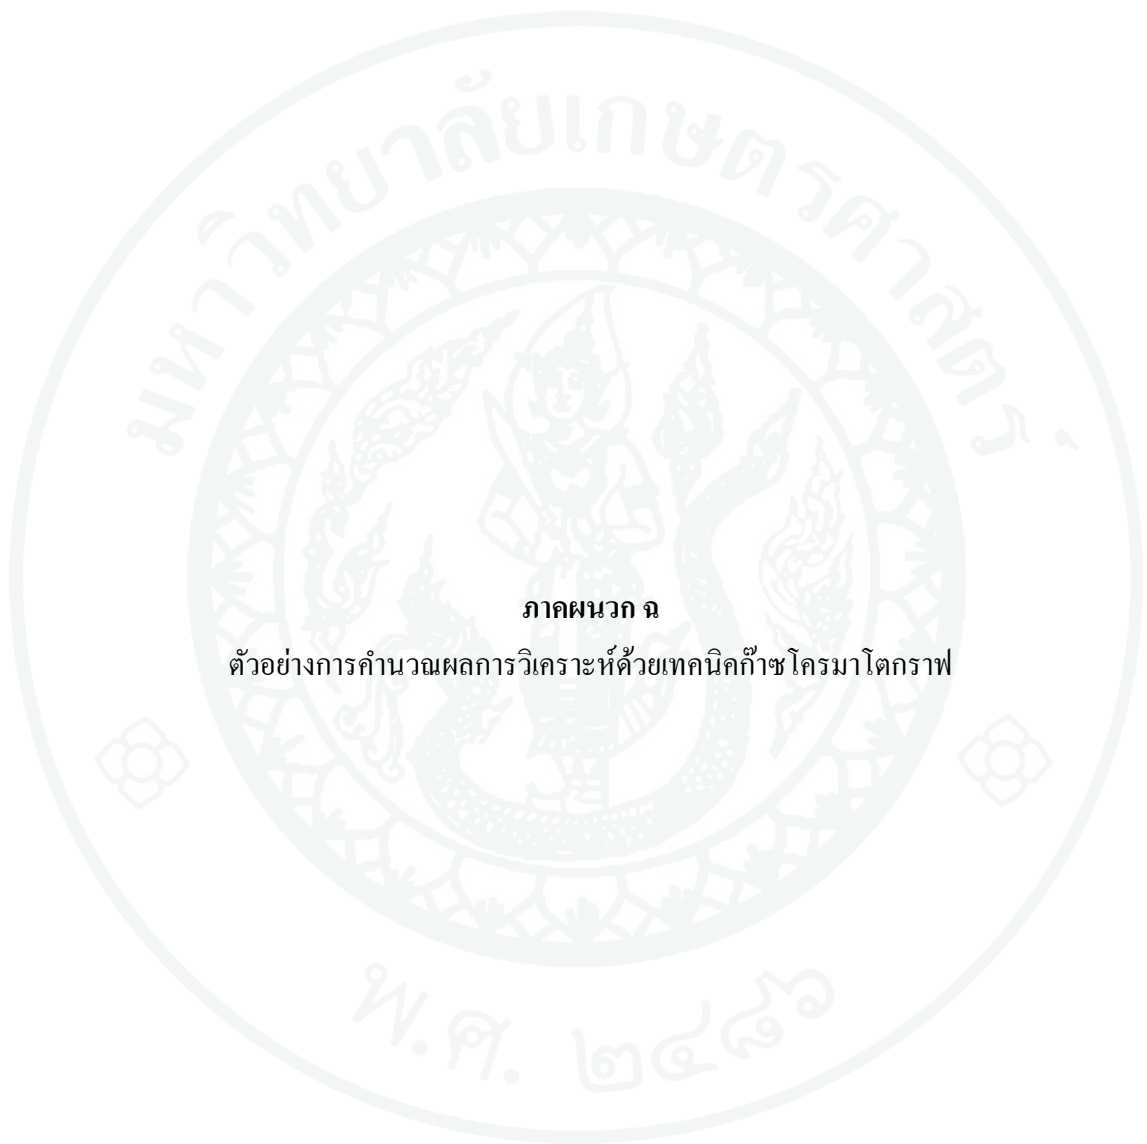 มหาวิทยาลัยเกษตรศาสตร์
ภาคผนวก ฉ
ตัวอย่างการคำนวณผลการวิเคราะห์ด้วยเทคนิคก๊าซโครมาโตกราฟ
พ.ศ. ๒๔๘๖